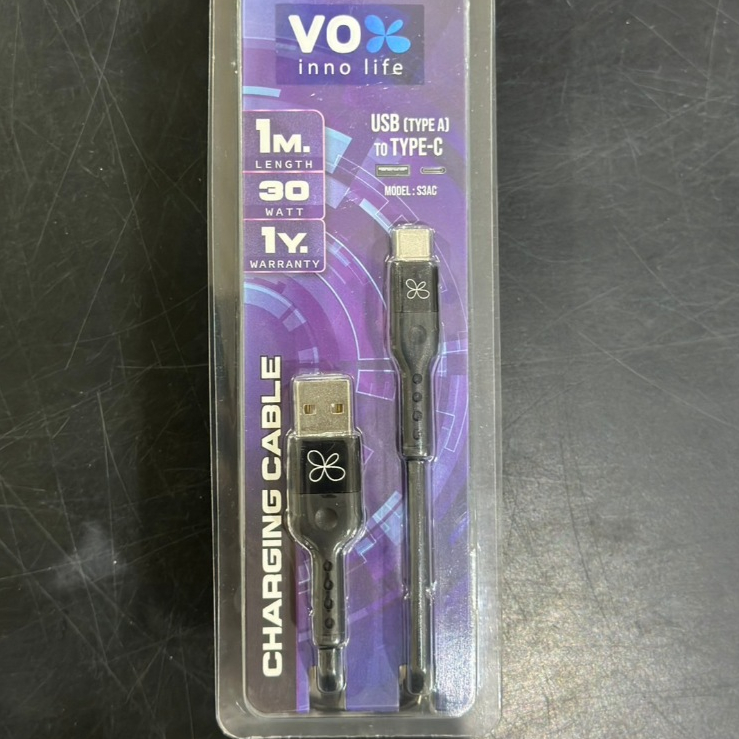 VOX
inno life
1M.
LENGTH
30
WATT
1Y.
WARRANTY
USB (TYPE A)
TO TYPE-C
MODEL : S3AC
CHARGING CABLE